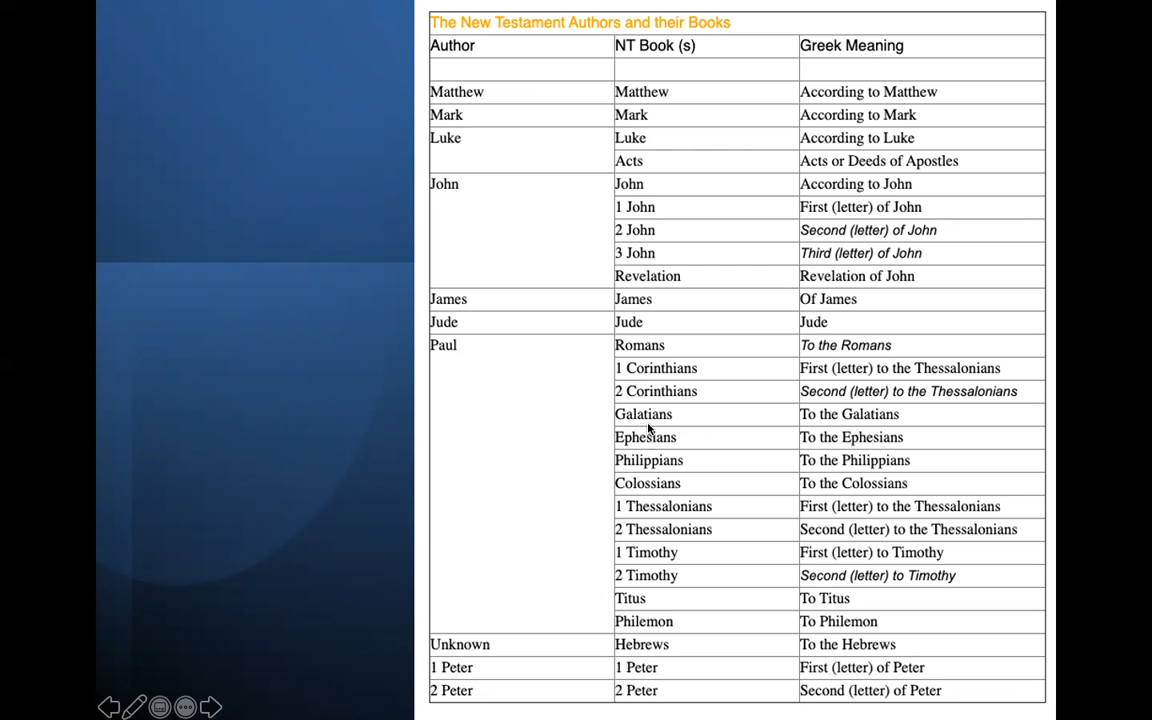 The New Testament Authors and their Books
Author NT Book (s) Greek Meaning
Matthew Matthew According to Matthew
Mark Mark According to Mark
Luke Luke According to Luke
Acts Acts or Deeds of Apostles
John John According to John
1 John First (letter) of John
2 John Second (letter) of John
3 John Third (letter) of John
Revelation Revelation of John
James James Of James
Jude Jude Jude
Paul Romans To the Romans
1 Corinthians First (letter) to the Thessalonians
2 Corinthians Second (letter) to the Thessalonians
Galatians To the Galatians
Ephesians To the Ephesians
Philippians To the Philippians
Colossians To the Colossians
1 Thessalonians First (letter) to the Thessalonians
2 Thessalonians Second (letter) to the Thessalonians
1 Timothy First (letter) to Timothy
2 Timothy Second (letter) to Timothy
Titus To Titus
Philemon To Philemon
Unknown Hebrews To the Hebrews
1 Peter 1 Peter First (letter) of Peter
2 Peter 2 Peter Second (letter) of Peter